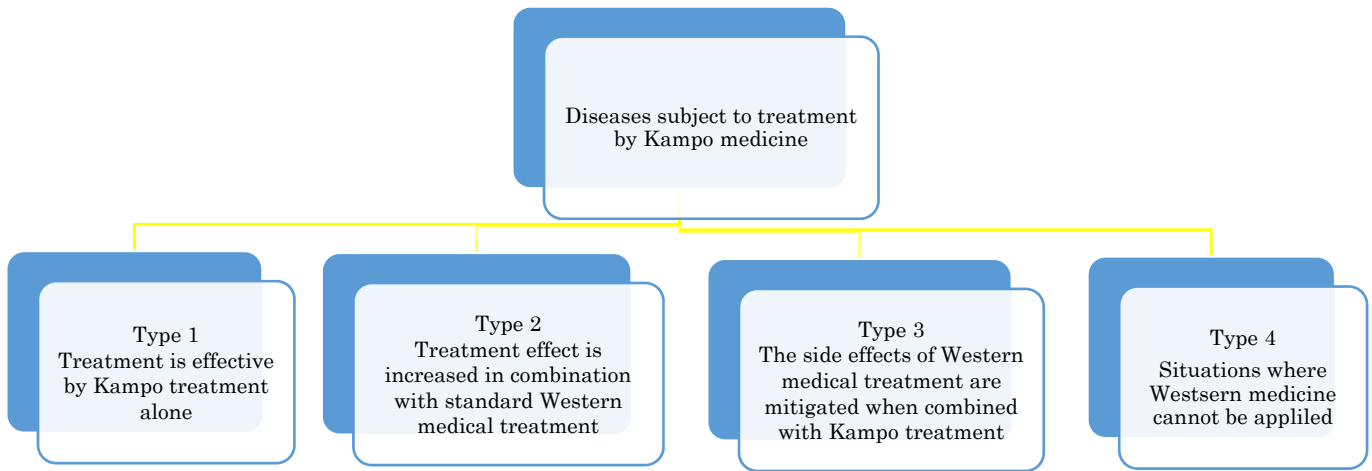 Diseases subject to treatment
by Kampo medicine
Type 1
Treatment is effective
by Kampo treatment
alone
Type 2
Treatment effect is
increased in combination
with standard Western
medical treatment
Type 3
The side effects of Western
medical treatment are
mitigated when combined
with Kampo treatment
Type 4
Situations where
Westsern medicine
cannot be appliled